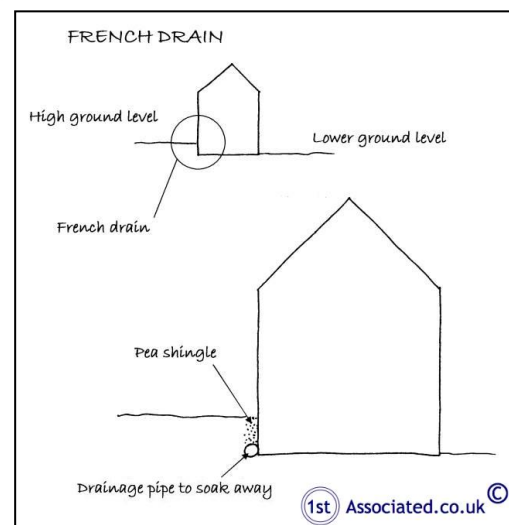 FRENCH DRAIN
High ground level
Lower ground level
French drain
Pea shingle
Drainage pipe to soak away
1st Associated.co.uk ©